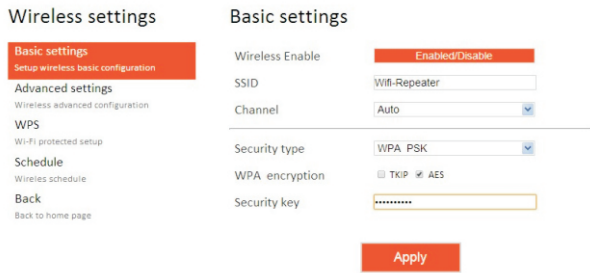 Wireless settings
Basic settings
Setup wireless basic configuration
Advanced settings
Wireless advanced configuration
WPS
Wi-Fi protected setup
Schedule
Wireles schedule
Back
Back to home page
Basic settings
Wireless Enable Enabled/Disable
SSID Wifi-Repeater
Channel Auto
Security type WPA PSK
WPA encryption TKIP AES
Security key ••••••••••
Apply